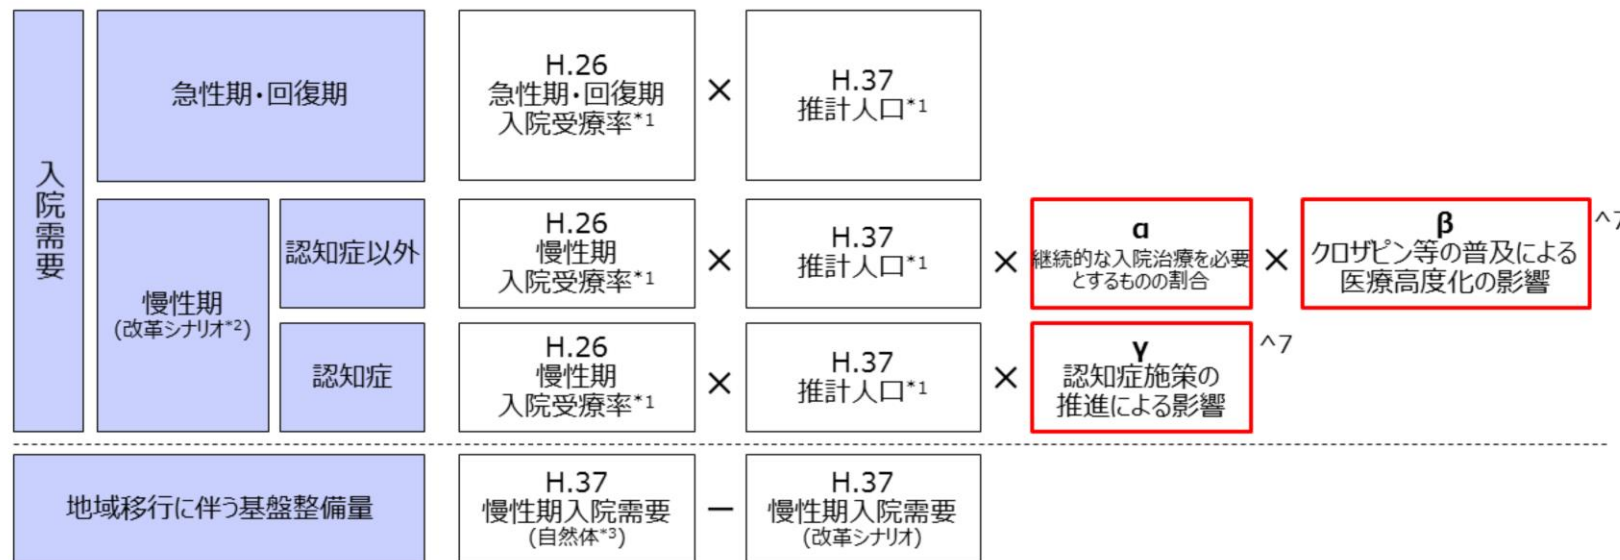 入院需要
急性期・回復期
H.26
急性期・回復期
入院受療率*1
×
H.37
推計人口*1
慢性期
(改革シナリオ*2)
認知症以外
H.26
慢性期
入院受療率*1
×
H.37
推計人口*1
×
α
継続的な入院治療を必要
とするものの割合
×
β
クロザピン等の普及による
医療高度化の影響
^7
認知症
H.26
慢性期
入院受療率*1
×
H.37
推計人口*1
×
γ
認知症施策の
推進による影響
^7
地域移行に伴う基盤整備量
H.37
慢性期入院需要
(自然体*3)
－
H.37
慢性期入院需要
(改革シナリオ)